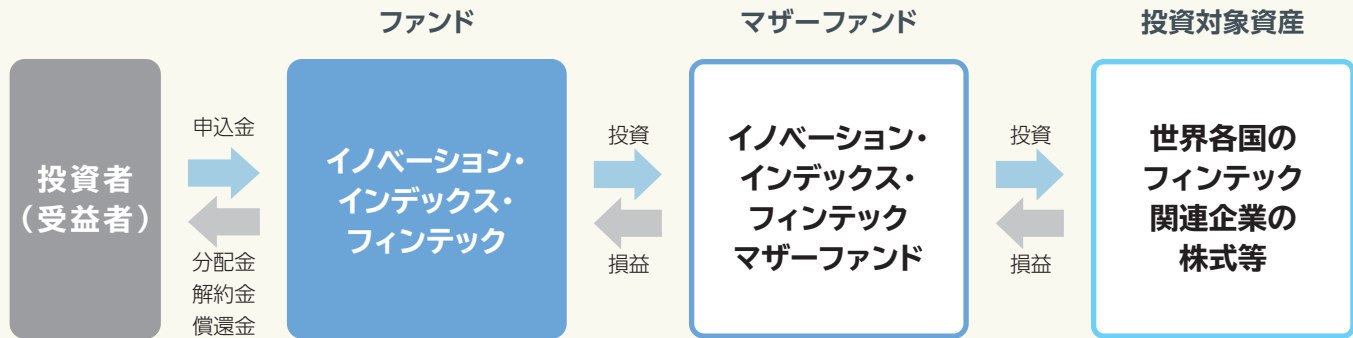 ファンド
マザーファンド
投資対象資産
投資者
（受益者）
申込金
分配金
解約金
償還金
イノベーション・
インデックス・
フィンテック
投資
損益
イノベーション・
インデックス・
フィンテック
マザーファンド
投資
損益
世界各国の
フィンテック
関連企業の
株式等